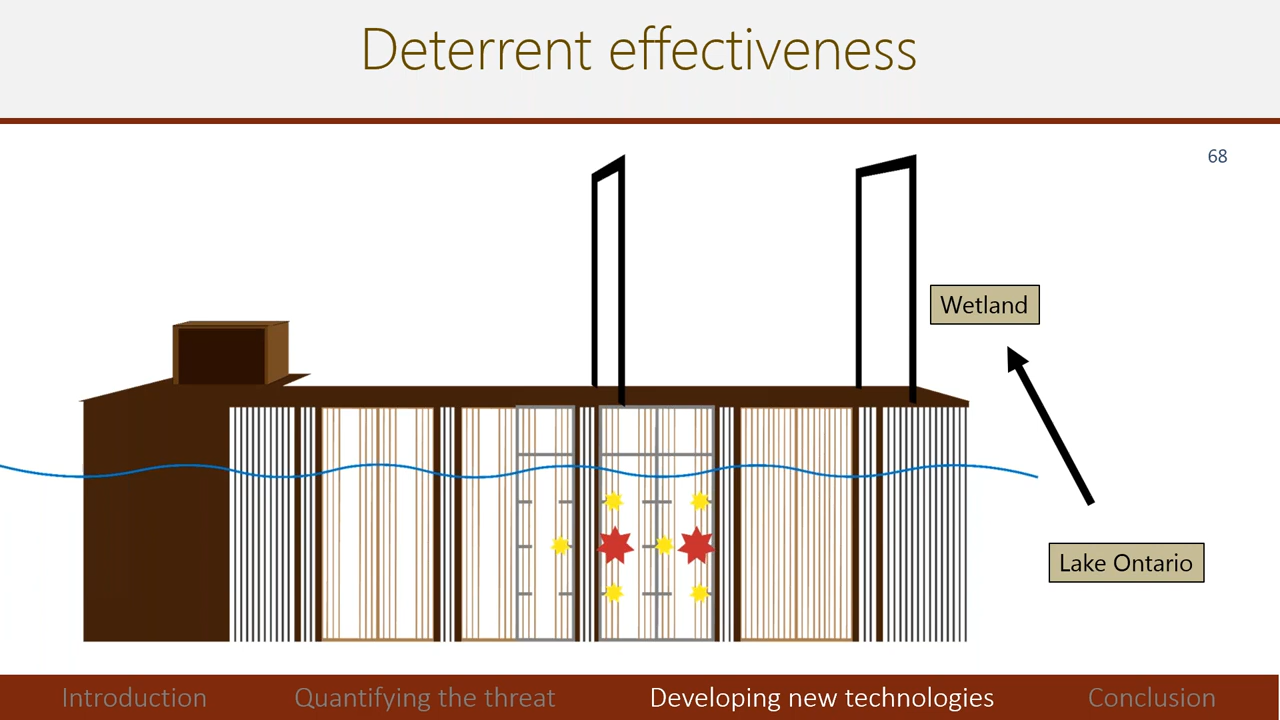 Deterrent effectiveness
68
Wetland
Lake Ontario
Introduction
Quantifying the threat
Developing new technologies
Conclusion